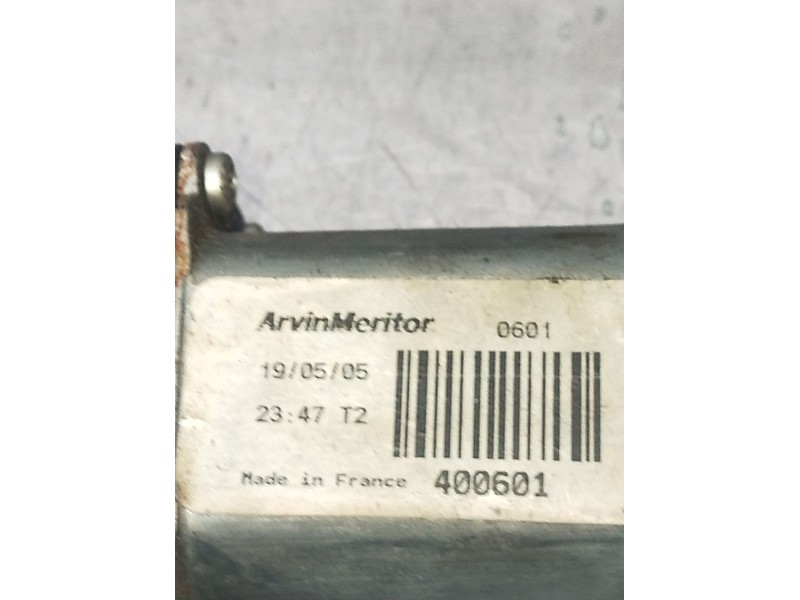 ArvinMeritor 0601
19/05/05
23:47 T2
Made in France 400601